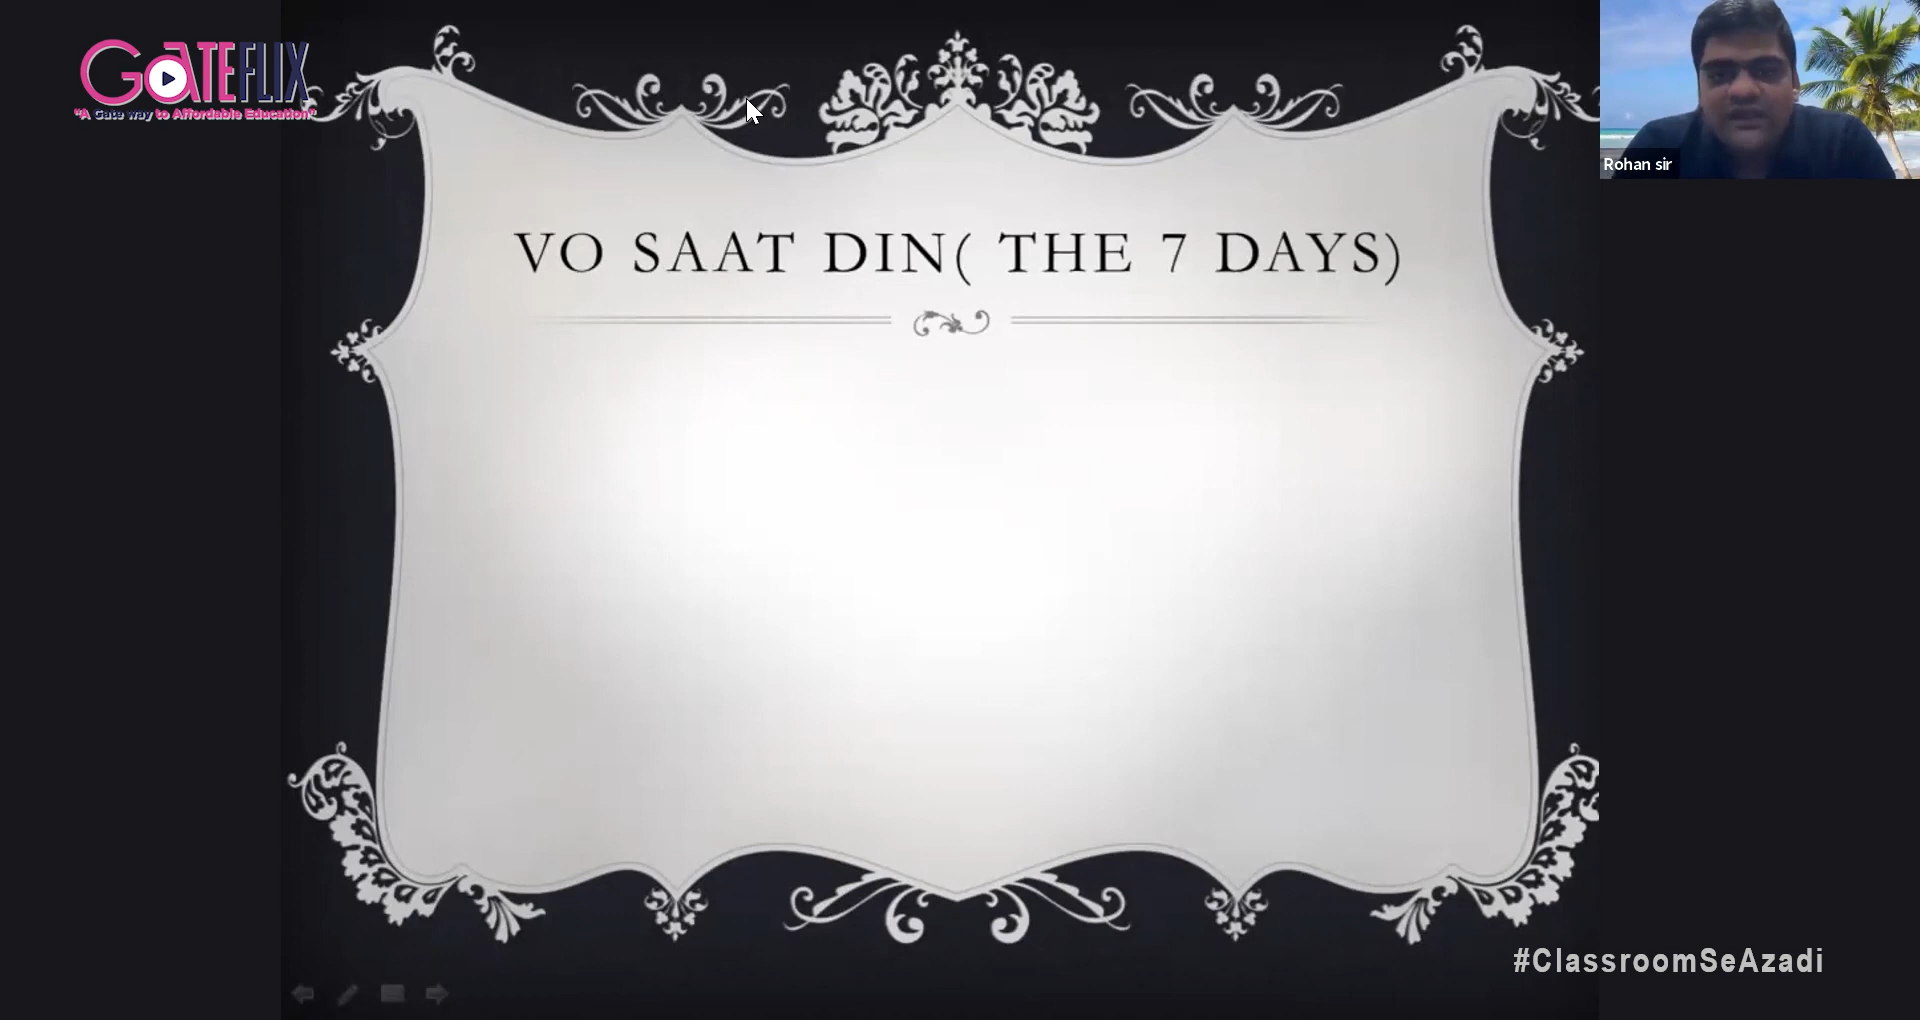 GATEFLIX
"A Gate way to Affordable Education"
Rohan sir
VO SAAT DIN( THE 7 DAYS)
#ClassroomSeAzadi